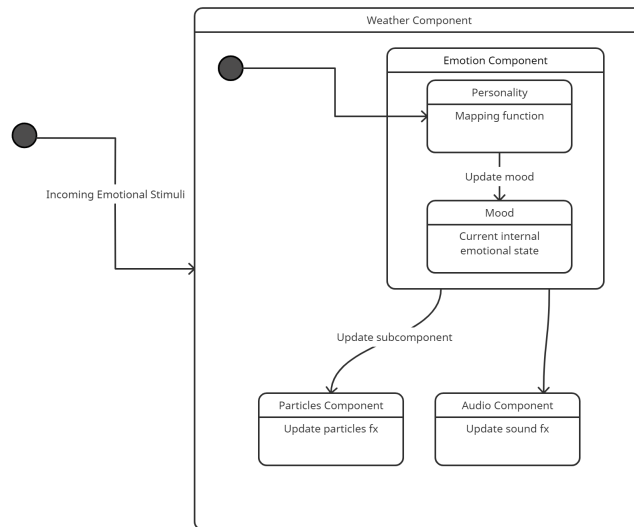 Weather Component
Emotion Component
Personality
Mapping function
Update mood
Incoming Emotional Stimuli
Mood
Current internal
emotional state
Update subcomponent
Particles Component
Update particles fx
Audio Component
Update sound fx